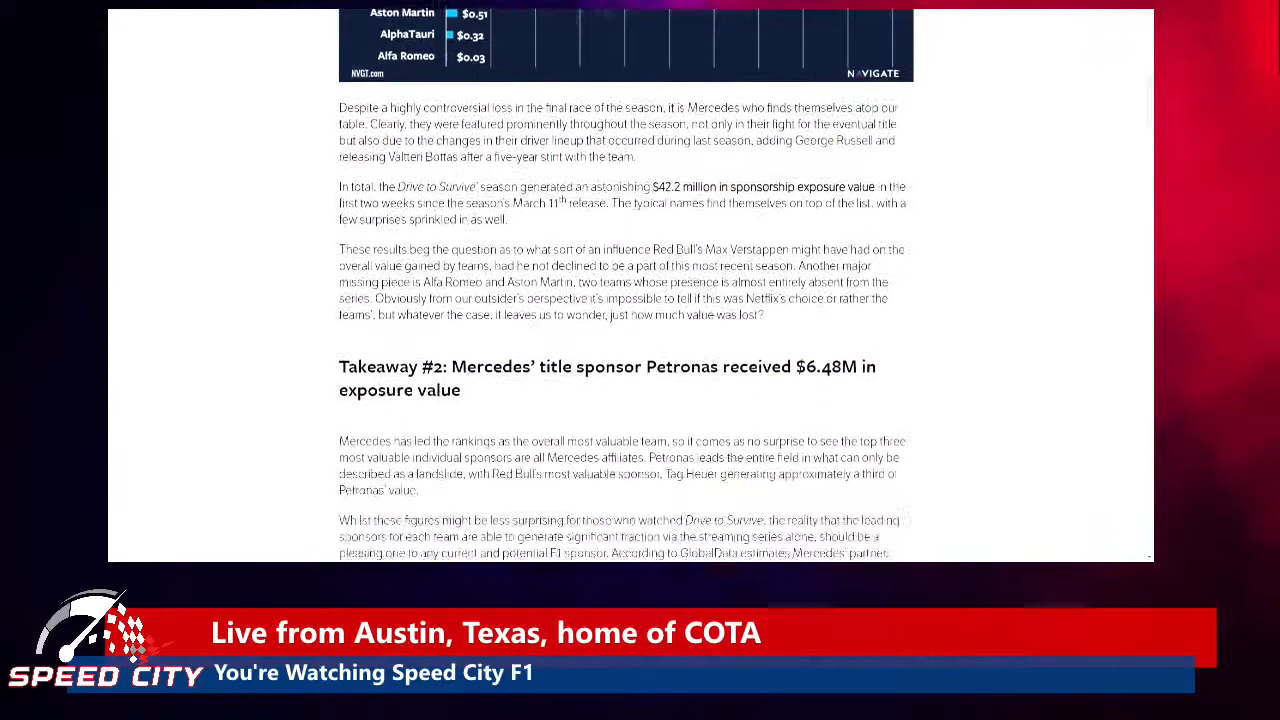 Aston Martin $0.51
AlphaTauri $0.32
Alfa Romeo $0.03
NVGT.com NAVIGATE
Despite a highly controversial loss in the final race of the season, it is Mercedes who finds themselves atop our
table. Clearly, they were featured prominently throughout the season, not only in their fight for the eventual title
but also due to the changes in their driver lineup that occurred during last season, adding George Russell and
releasing Valtteri Bottas after a five-year stint with the team.
In total, the Drive to Survive' season generated an astonishing $42.2 million in sponsorship exposure value in the
first two weeks since the season's March 11th release. The typical names find themselves on top of the list, with a
few surprises sprinkled in as well.
These results beg the question as to what sort of an influence Red Bull's Max Verstappen might have had on the
overall value gained by teams, had he not declined to be a part of this most recent season. Another major
missing piece is Alfa Romeo and Aston Martin, two teams whose presence is almost entirely absent from the
series. Obviously from our outsider's perspective it's impossible to tell if this was Netflix's choice or rather the
teams', but whatever the case, it leaves us to wonder, just how much value was lost?
Takeaway #2: Mercedes' title sponsor Petronas received $6.48M in
exposure value
Mercedes has led the rankings as the overall most valuable team, so it comes as no surprise to see the top three
most valuable individual sponsors are all Mercedes affiliates. Petronas leads the entire field in what can only be
described as a landslide, with Red Bull's most valuable sponsor, Tag Heuer generating approximately a third of
Petronas' value.
Whilst these figures might be less surprising for those who watched Drive to Survive, the reality that the leading
sponsors for each team are able to generate significant traction via the streaming series alone, should be a
pleasing one to any current and potential F1 sponsor. According to GlobalData estimates Mercedes' partner
Live from Austin, Texas, home of COTA
SPEED CITY
You're Watching Speed City F1